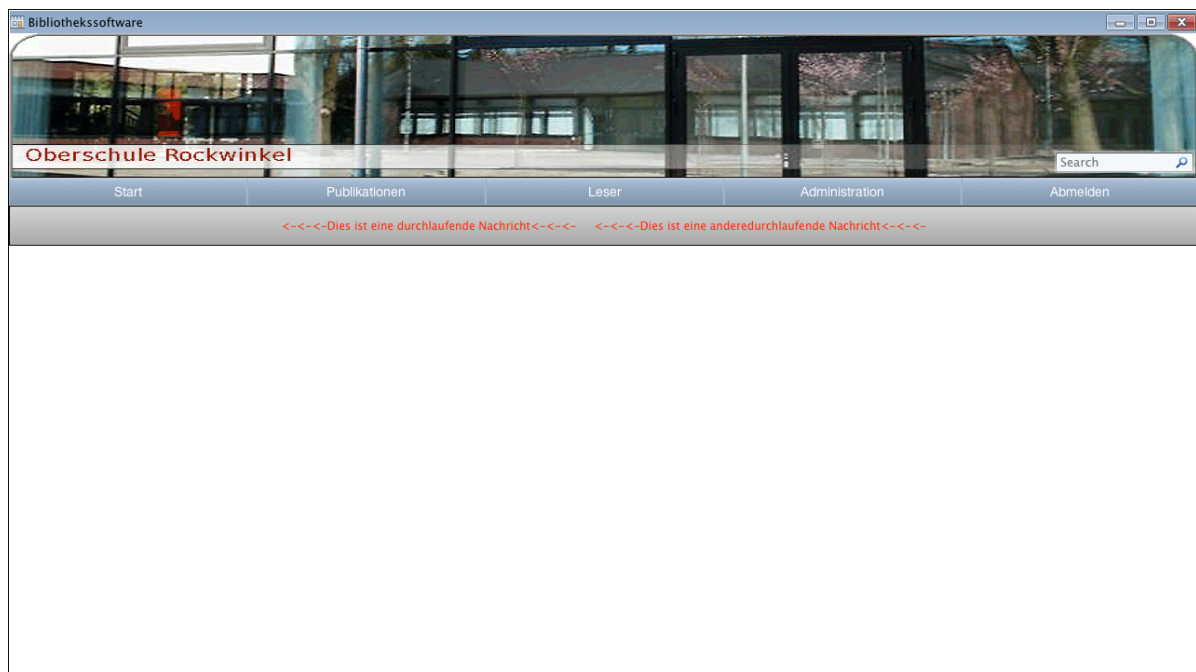 Bibliothekssoftware
Oberschule Rockwinkel
Search
Start Publikationen Leser Administration Abmelden
<-<-<-Dies ist eine durchlaufende Nachricht<-<-<- <-<-<-Dies ist eine anderedurchlaufende Nachricht<-<-<-